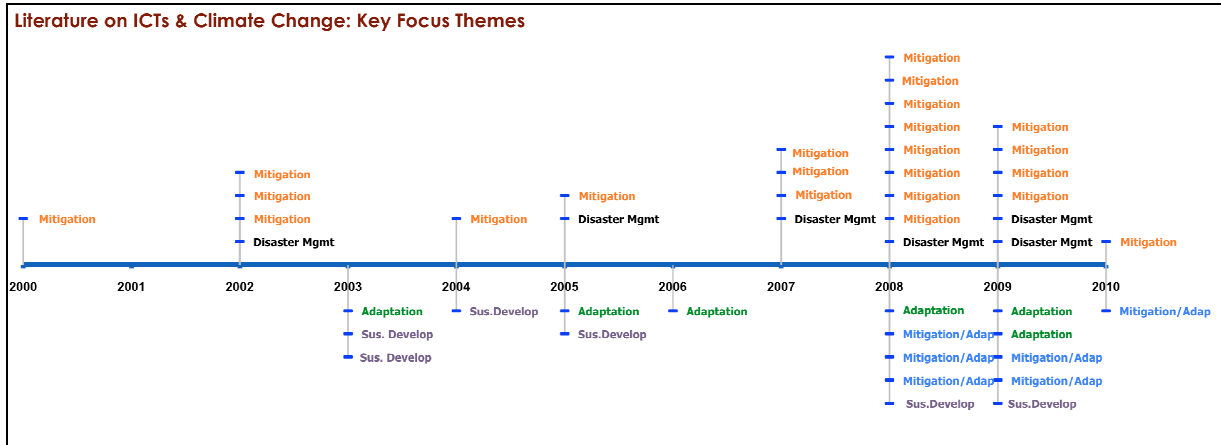 Literature on ICTs & Climate Change: Key Focus Themes
Mitigation
Mitigation
Mitigation
Mitigation Mitigation
Mitigation Mitigation Mitigation
Mitigation Mitigation Mitigation Mitigation
Mitigation Mitigation Mitigation Mitigation Mitigation
Mitigation Mitigation Mitigation Disaster Mgmt Disaster Mgmt Mitigation Disaster Mgmt
Disaster Mgmt Disaster Mgmt Disaster Mgmt Mitigation
2000 2001 2002 2003 2004 2005 2006 2007 2008 2009 2010
Adaptation Sus.Develop Adaptation Adaptation Adaptation Adaptation Mitigation/Adap
Sus. Develop Sus.Develop Mitigation/Adap Adaptation
Sus. Develop Mitigation/Adap Mitigation/Adap
Mitigation/Adap Mitigation/Adap
Sus.Develop Sus.Develop